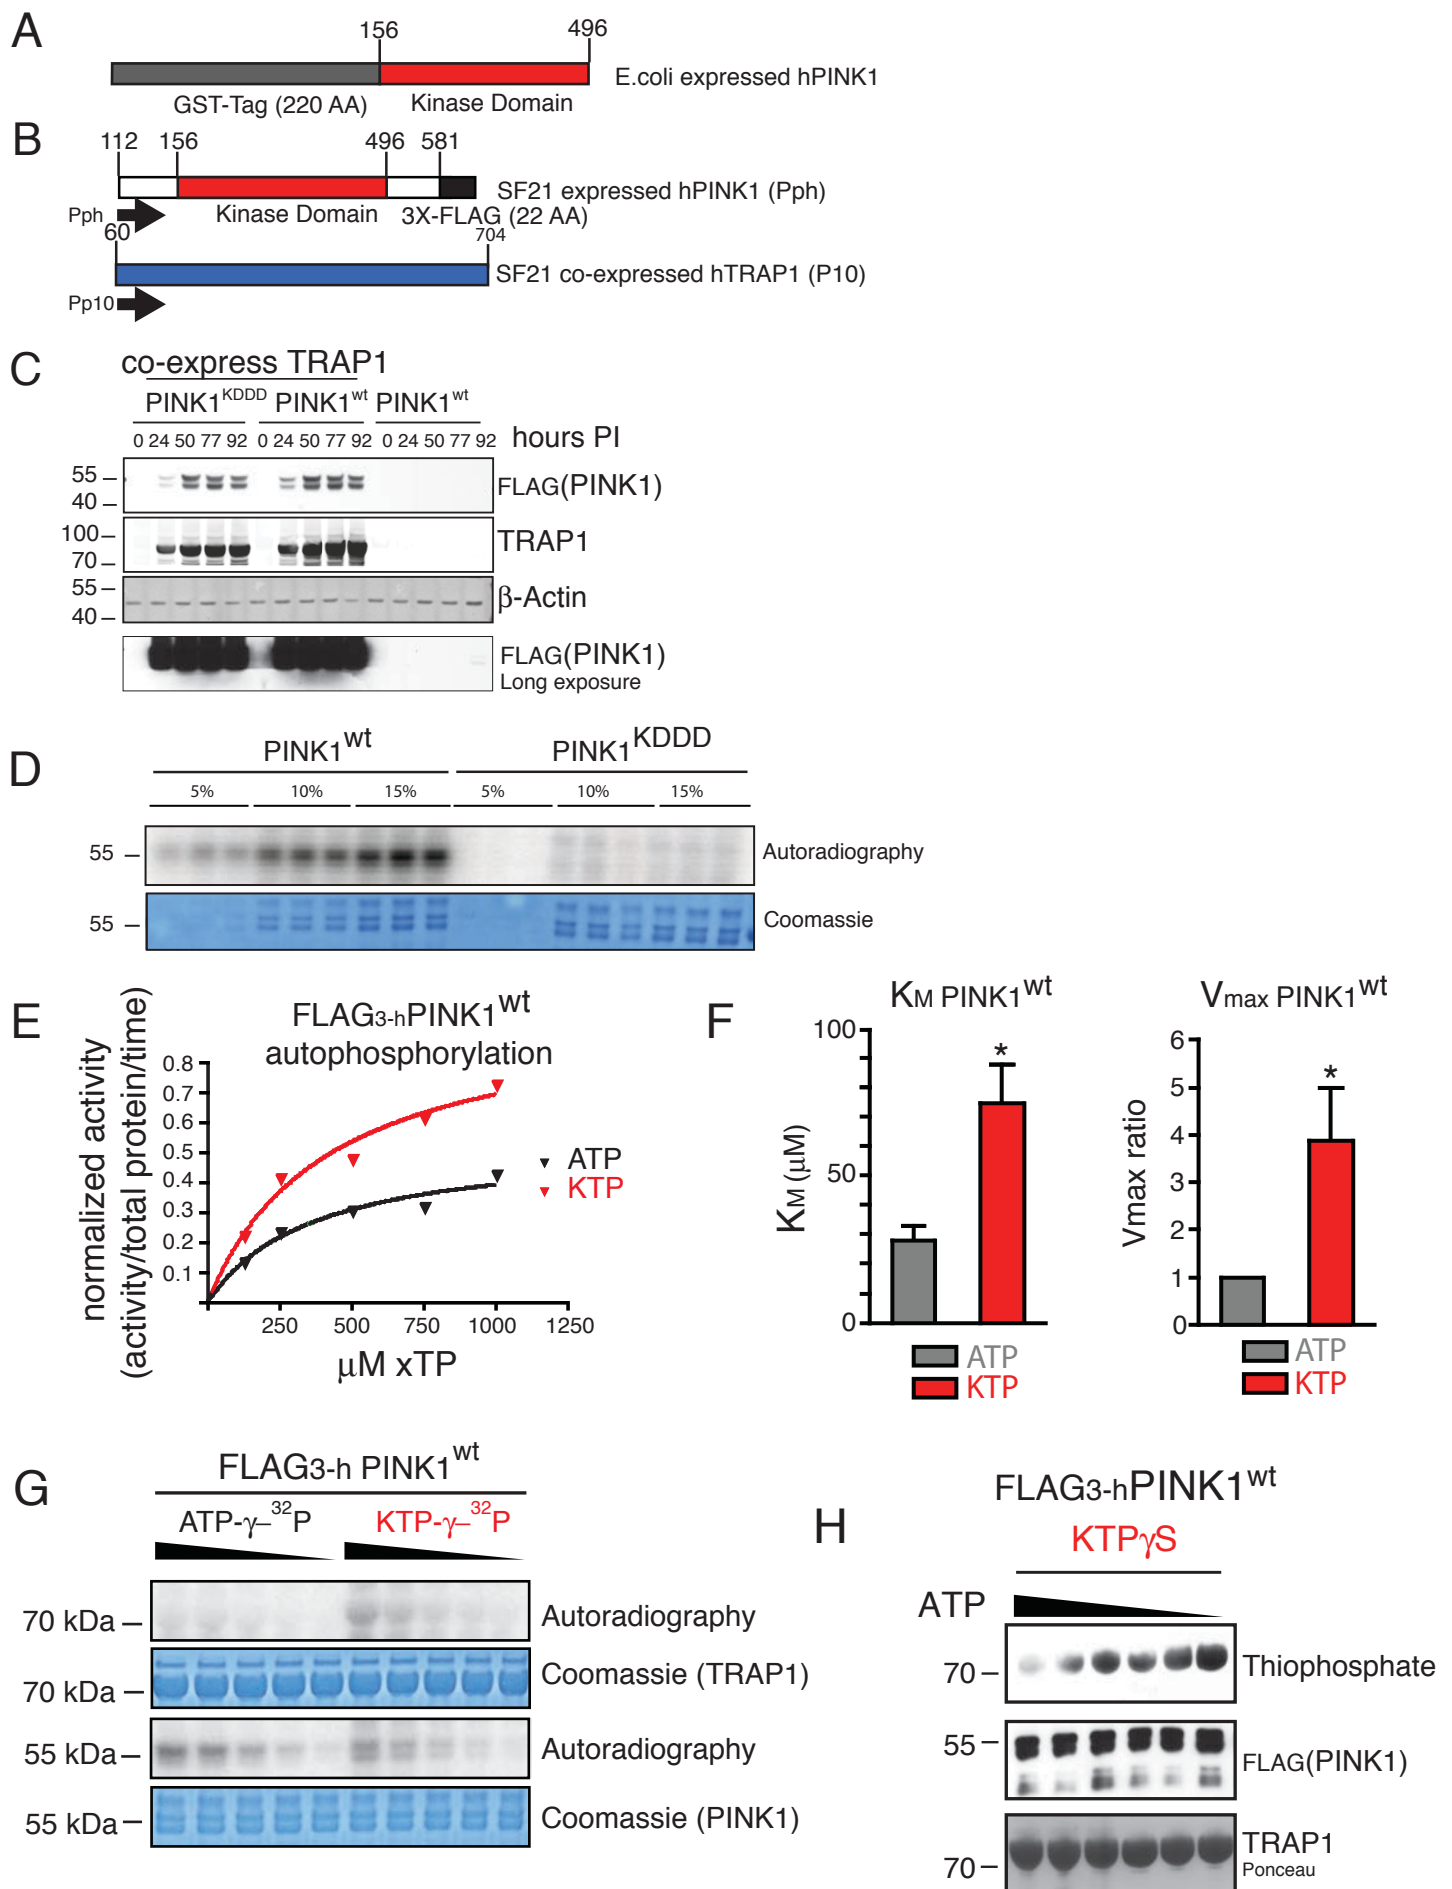 A
156
496
E.coli expressed hPINK1
GST-Tag (220 AA)
Kinase Domain
B
112
156
496
581
SF21 expressed hPINK1 (Pph)
Pph
Kinase Domain
3X-FLAG (22 AA)
60
704
SF21 co-expressed hTRAP1 (P10)
Pp10
C
co-express TRAP1
PINK1KDDD PINK1wt PINK1wt
0 24 50 77 92 0 24 50 77 92 0 24 50 77 92 hours PI
55
40
FLAG(PINK1)
100
70
TRAP1
55
40
β-Actin
FLAG(PINK1)
Long exposure
D
PINK1wt
PINK1KDDD
5% 10% 15% 5% 10% 15%
55
Autoradiography
55
Coomassie
E
FLAG3-hPINK1wt
autophosphorylation
normalized activity
(activity/total protein/time)
0.8
0.7
0.6
0.5
0.4
0.3
0.2
0.1
ATP
KTP
250 500 750 1000 1250
μM xTP
F
KM PINK1wt
KM (μM)
100
50
0
ATP
KTP
Vmax PINK1wt
Vmax ratio
6
5
4
3
2
1
0
*
*
ATP
KTP
G
FLAG3-h PINK1wt
ATP-γ–32P
KTP-γ–32P
70 kDa
Autoradiography
70 kDa
Coomassie (TRAP1)
55 kDa
Autoradiography
55 kDa
Coomassie (PINK1)
H
FLAG3-hPINK1wt
KTPγS
ATP
70
Thiophosphate
55
FLAG(PINK1)
70
TRAP1
Ponceau